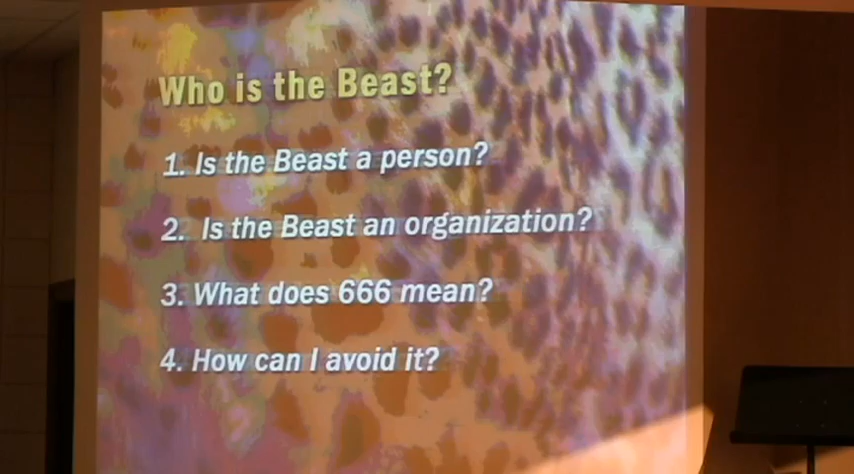 Who is the Beast?
1. Is the Beast a person?
2. Is the Beast an organization?
3. What does 666 mean?
4. How can I avoid it?